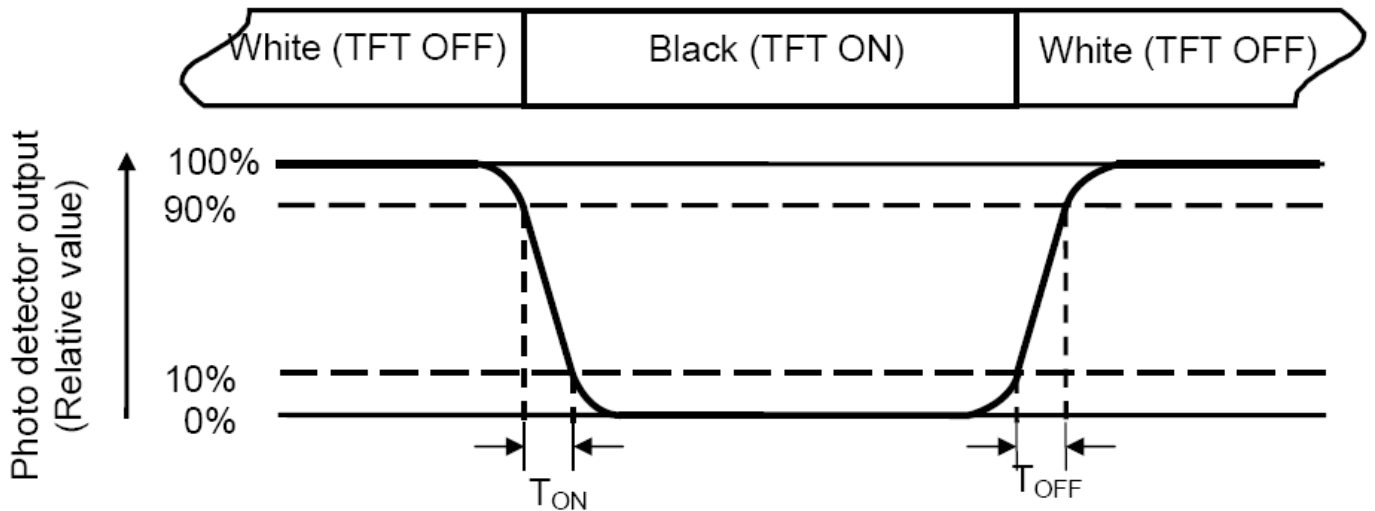 White (TFT OFF)
Black (TFT ON)
White (TFT OFF)
Photo detector output
(Relative value)
100%
90%
10%
0%
TON
TOFF